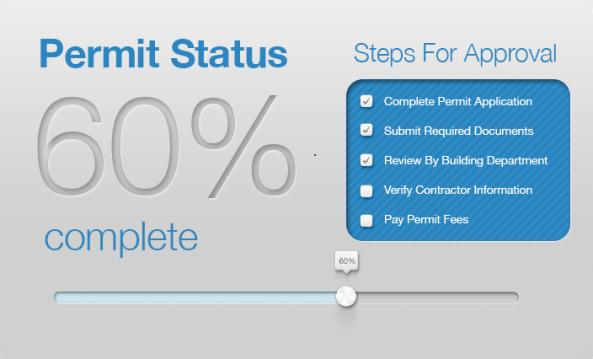 Permit Status
60%
complete
Steps For Approval
Complete Permit Application
Submit Required Documents
Review By Building Department
Verify Contractor Information
Pay Permit Fees
60%